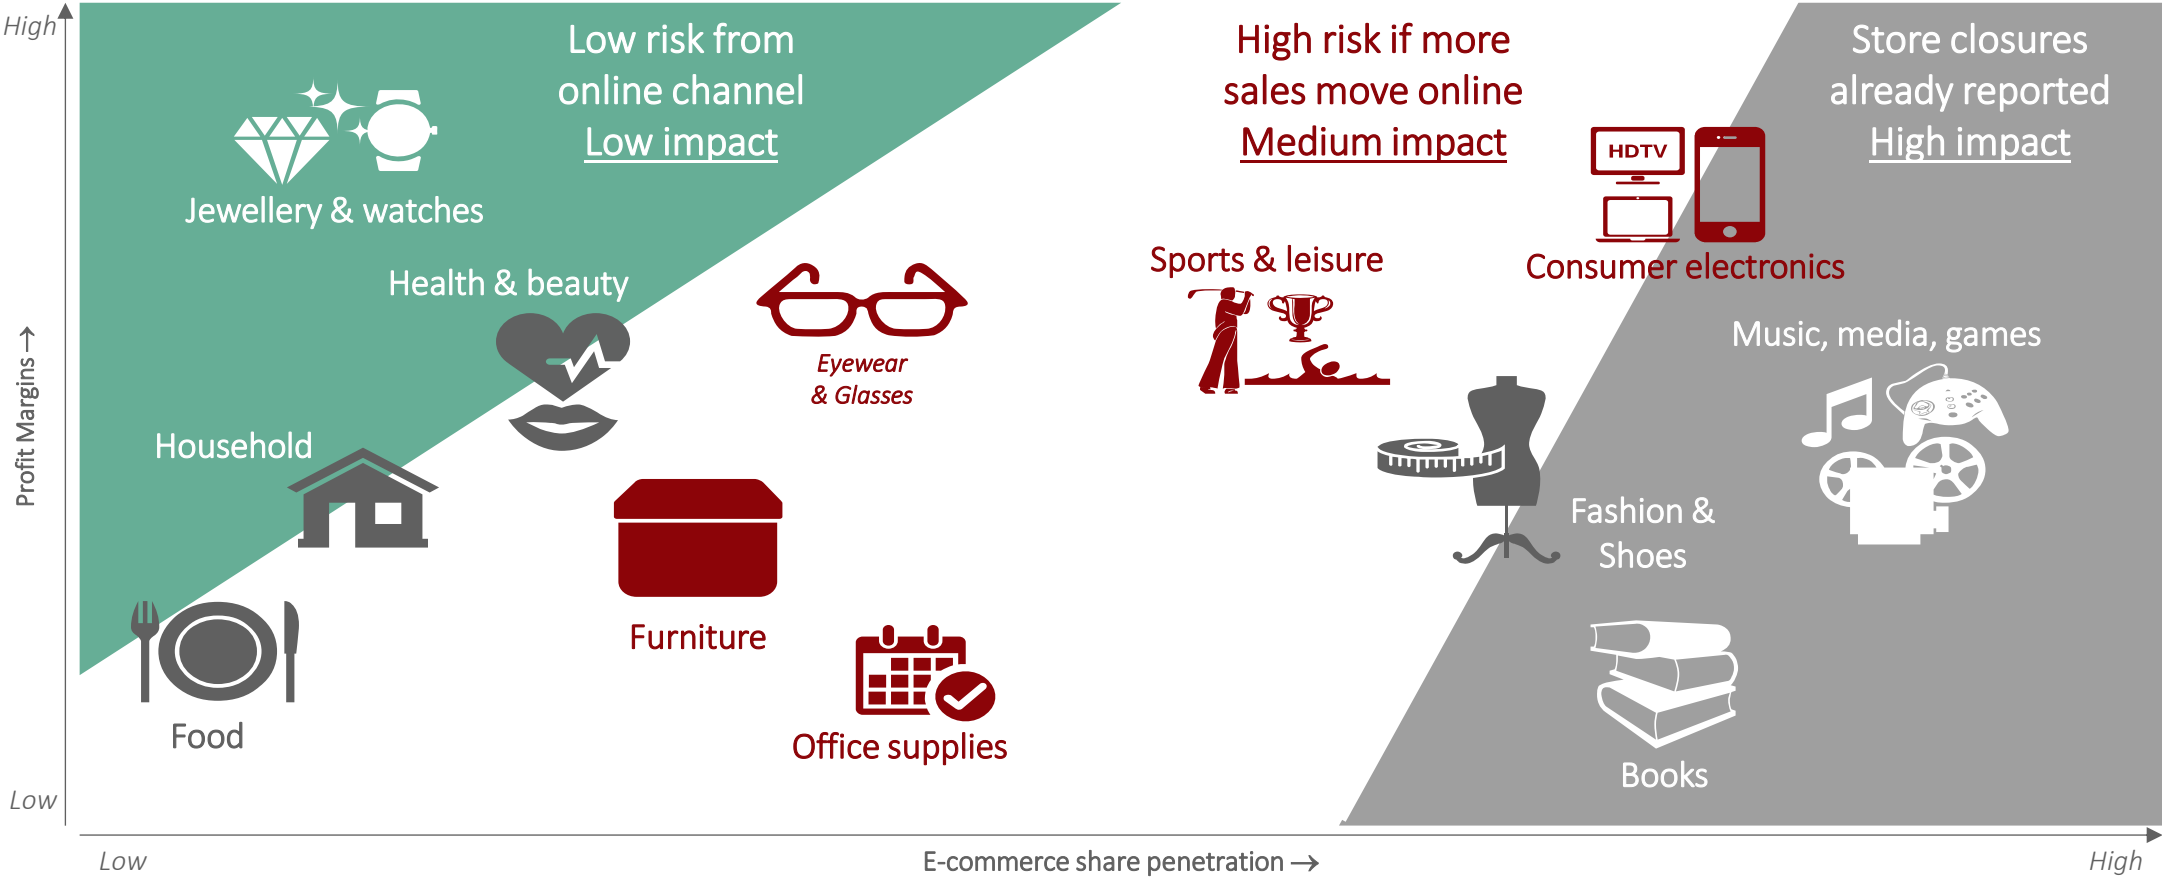 High
Low risk from
online channel
Low impact
High risk if more
sales move online
Medium impact
Store closures
already reported
High impact
HDTV
Jewellery & watches
Sports & leisure
Consumer electronics
Health & beauty
Music, media, games
Eyewear
& Glasses
Household
Fashion &
Shoes
Furniture
Office supplies
Food
Books
Profit Margins →
Low
Low
E-commerce share penetration →
High